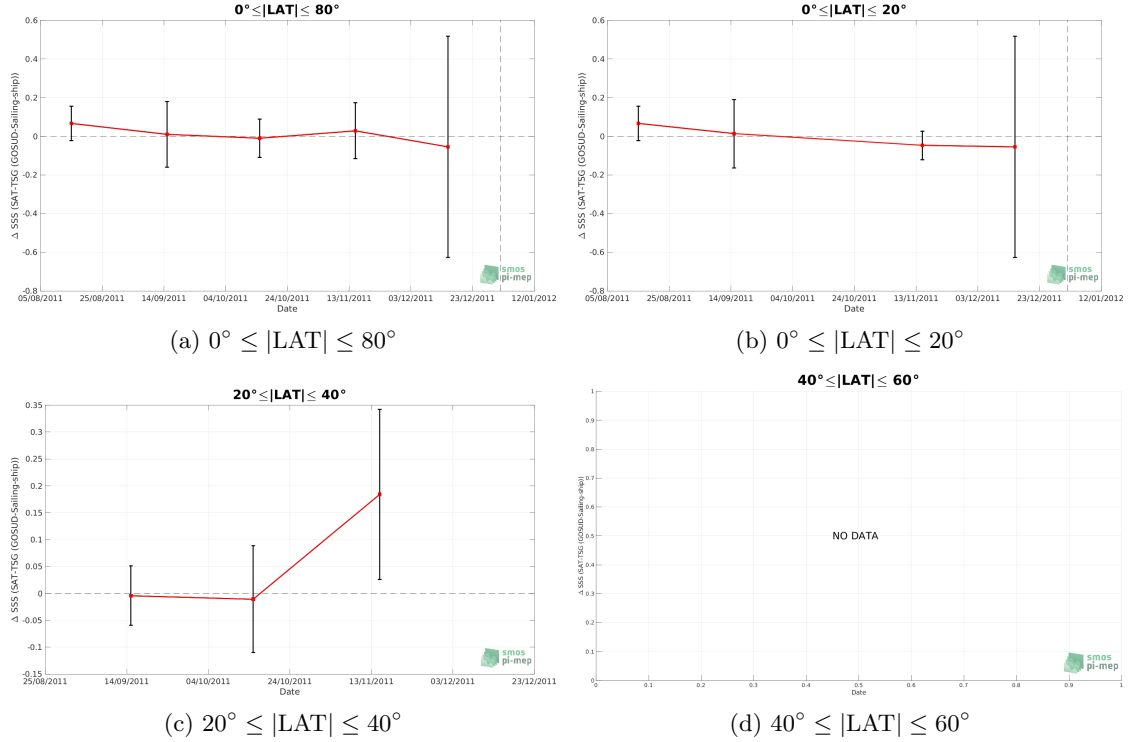 0°≤|LAT|≤ 80°
Δ SSS (SAT-TSG (GOSUD-Sailing-ship))
0.6
0.4
0.2
0
-0.2
-0.4
-0.6
-0.8
05/08/2011 25/08/2011 14/09/2011 04/10/2011 24/10/2011 13/11/2011 03/12/2011 23/12/2011 12/01/2012
Date
smos
pi-mep
(a) 0° ≤ |LAT| ≤ 80°
0°≤|LAT|≤ 20°
Δ SSS (SAT-TSG (GOSUD-Sailing-ship))
0.6
0.4
0.2
0
-0.2
-0.4
-0.6
-0.8
05/08/2011 25/08/2011 14/09/2011 04/10/2011 24/10/2011 13/11/2011 03/12/2011 23/12/2011 12/01/2012
Date
smos
pi-mep
(b) 0° ≤ |LAT| ≤ 20°
20°≤|LAT|≤ 40°
Δ SSS (SAT-TSG (GOSUD-Sailing-ship))
0.35
0.3
0.25
0.2
0.15
0.1
0.05
0
-0.05
-0.1
-0.15
25/08/2011 14/09/2011 04/10/2011 24/10/2011 13/11/2011 03/12/2011 23/12/2011
Date
smos
pi-mep
(c) 20° ≤ |LAT| ≤ 40°
40°≤|LAT|≤ 60°
Δ SSS (SAT-TSG (GOSUD-Sailing-ship))
1
0.9
0.8
0.7
0.6
0.5
0.4
0.3
0.2
0.1
0
NO DATA
0 0.1 0.2 0.3 0.4 0.5 0.6 0.7 0.8 0.9 1
Date
smos
pi-mep
(d) 40° ≤ |LAT| ≤ 60°